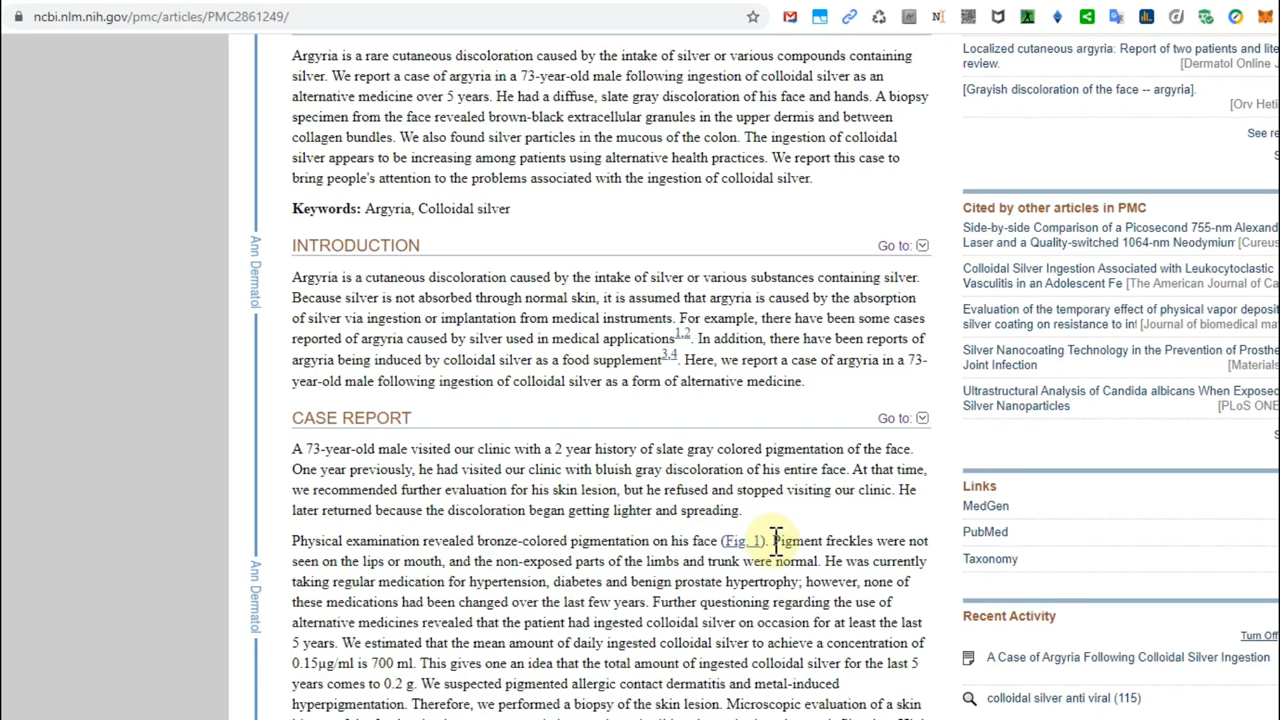 ncbi.nlm.nih.gov/pmc/articles/PMC2861249/
Argyria is a rare cutaneous discoloration caused by the intake of silver or various compounds containing
silver. We report a case of argyria in a 73-year-old male following ingestion of colloidal silver as an
alternative medicine over 5 years. He had a diffuse, slate gray discoloration of his face and hands. A biopsy
specimen from the face revealed brown-black extracellular granules in the upper dermis and between
collagen bundles. We also found silver particles in the mucous of the colon. The ingestion of colloidal
silver appears to be increasing among patients using alternative health practices. We report this case to
bring people's attention to the problems associated with the ingestion of colloidal silver.
Keywords: Argyria, Colloidal silver
INTRODUCTION
Go to:
Argyria is a cutaneous discoloration caused by the intake of silver or various substances containing silver.
Because silver is not absorbed through normal skin, it is assumed that argyria is caused by the absorption
of silver via ingestion or implantation from medical instruments. For example, there have been some cases
reported of argyria caused by silver used in medical applications1,2. In addition, there have been reports of
argyria being induced by colloidal silver as a food supplement3,4. Here, we report a case of argyria in a 73-
year-old male following ingestion of colloidal silver as a form of alternative medicine.
CASE REPORT
Go to:
A 73-year-old male visited our clinic with a 2 year history of slate gray colored pigmentation of the face.
One year previously, he had visited our clinic with bluish gray discoloration of his entire face. At that time,
we recommended further evaluation for his skin lesion, but he refused and stopped visiting our clinic. He
later returned because the discoloration began getting lighter and spreading.
Physical examination revealed bronze-colored pigmentation on his face (Fig. 1). Pigment freckles were not
seen on the lips or mouth, and the non-exposed parts of the limbs and trunk were normal. He was currently
taking regular medication for hypertension, diabetes and benign prostate hypertrophy; however, none of
these medications had been changed over the last few years. Further questioning regarding the use of
alternative medicines revealed that the patient had ingested colloidal silver on occasion for at least the last
5 years. We estimated that the mean amount of daily ingested colloidal silver to achieve a concentration of
0.15µg/ml is 700 ml. This gives one an idea that the total amount of ingested colloidal silver for the last 5
years comes to 0.2 g. We suspected pigmented allergic contact dermatitis and metal-induced
hyperpigmentation. Therefore, we performed a biopsy of the skin lesion. Microscopic evaluation of a skin
Ann Dermatol
Ann Dermatol
Localized cutaneous argyria: Report of two patients and lite
review.
[Dermatol Online J
[Grayish discoloration of the face -- argyria].
[Orv Heti
See re
S
Cited by other articles in PMC
Side-by-side Comparison of a Picosecond 755-nm Alexand
Laser and a Quality-switched 1064-nm Neodymiun [Cureus
Colloidal Silver Ingestion Associated with Leukocytoclastic
Vasculitis in an Adolescent Fe [The American Journal of Ca
Evaluation of the temporary effect of physical vapor deposit
silver coating on resistance to in [Journal of biomedical ma
Silver Nanocoating Technology in the Prevention of Prosthe
Joint Infection
[Materials
Ultrastructural Analysis of Candida albicans When Exposed
Silver Nanoparticles
[PLoS ONE
S
Links
MedGen
PubMed
Taxonomy
Recent Activity
Turn Off
A Case of Argyria Following Colloidal Silver Ingestion
colloidal silver anti viral (115)